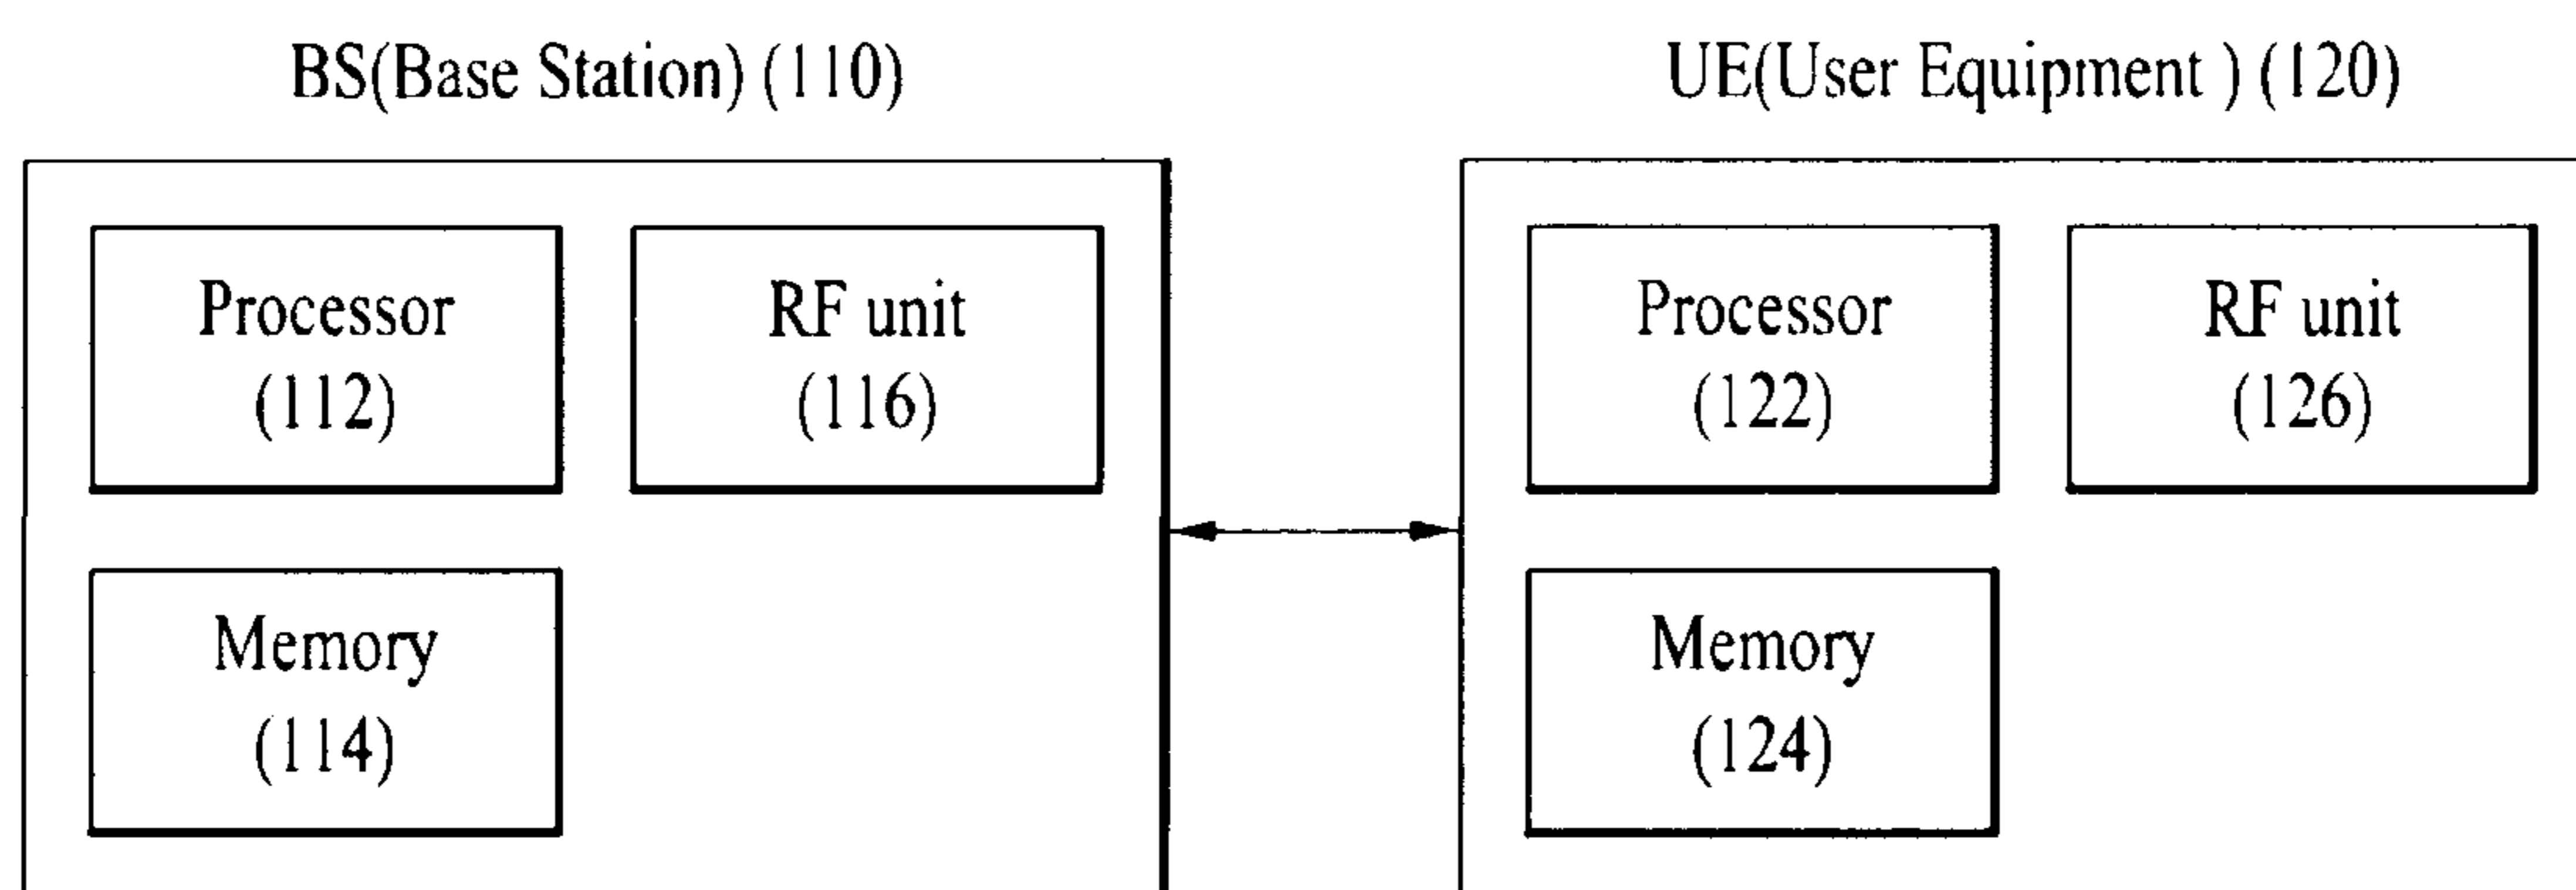 BS(Base Station) (110)
Processor
(112)
RF unit
(116)
Memory
(114)
UE(User Equipment ) (120)
Processor
(122)
RF unit
(126)
Memory
(124)